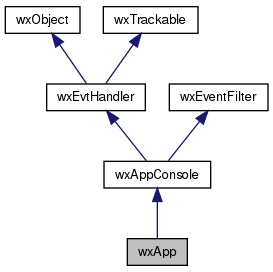 wxObject
wxTrackable
wxEvtHandler
wxEventFilter
wxAppConsole
wxApp